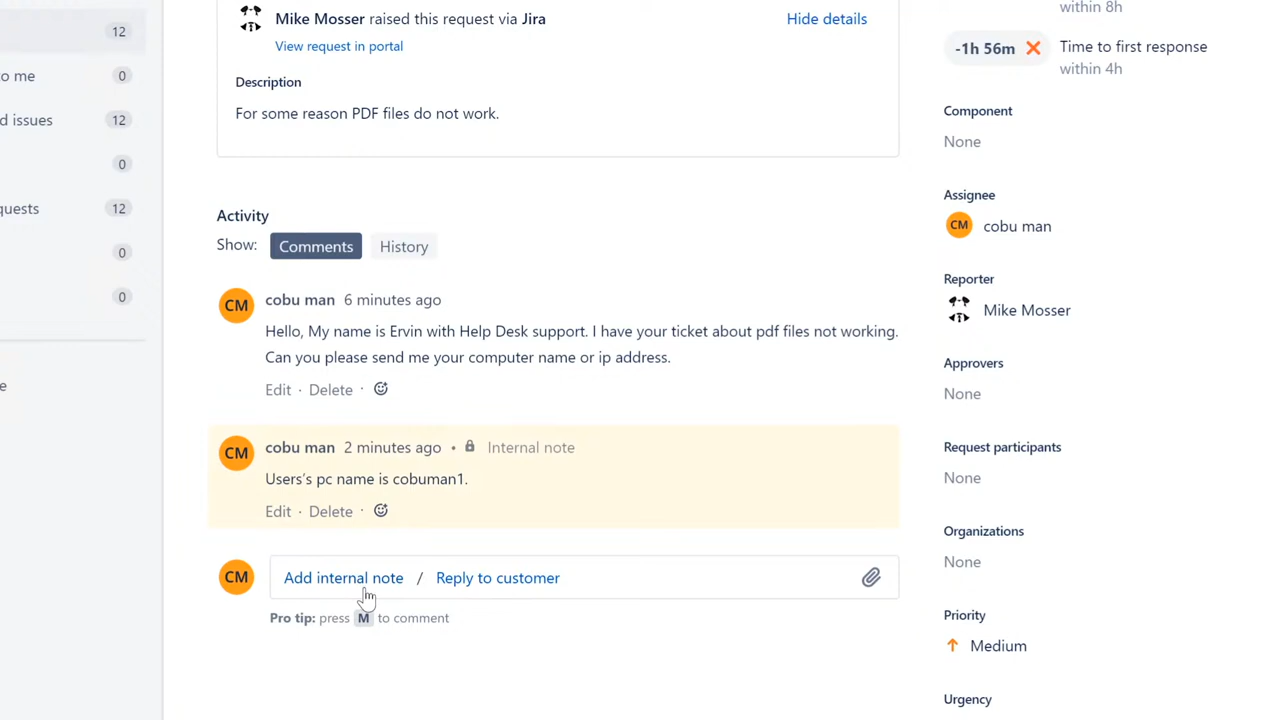 12
to me 0
d issues 12
0
quests 12
0
0
e
Mike Mosser raised this request via Jira
Hide details
View request in portal
Description
For some reason PDF files do not work.
Activity
Show: Comments History
CM cobu man 6 minutes ago
Hello, My name is Ervin with Help Desk support. I have your ticket about pdf files not working.
Can you please send me your computer name or ip address.
Edit · Delete ·
CM cobu man 2 minutes ago • Internal note
Users’s pc name is cobuman1.
Edit · Delete ·
CM Add internal note / Reply to customer
Pro tip: press M to comment
within 8h
-1h 56m Time to first response
within 4h
Component
None
Assignee
CM cobu man
Reporter
Mike Mosser
Approvers
None
Request participants
None
Organizations
None
Priority
Medium
Urgency